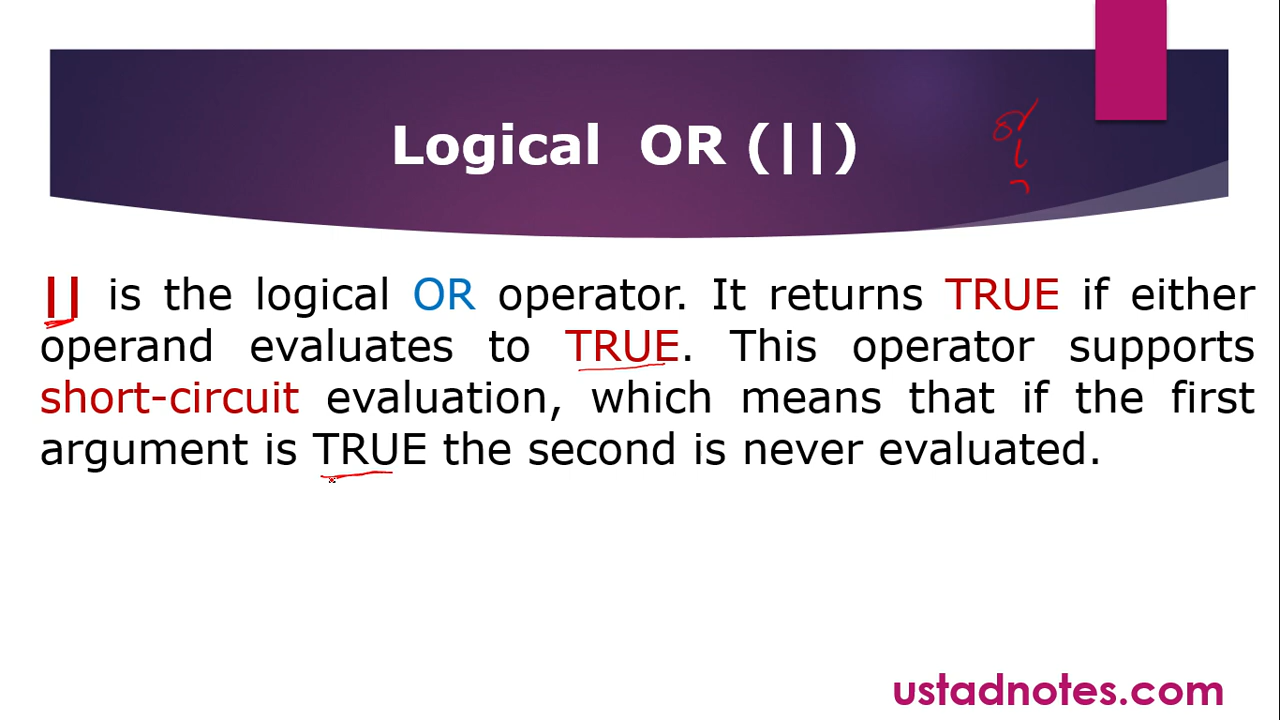 Logical OR (||)
|| is the logical OR operator. It returns TRUE if either
operand evaluates to TRUE. This operator supports
short-circuit evaluation, which means that if the first
argument is TRUE the second is never evaluated.
ustadnotes.com